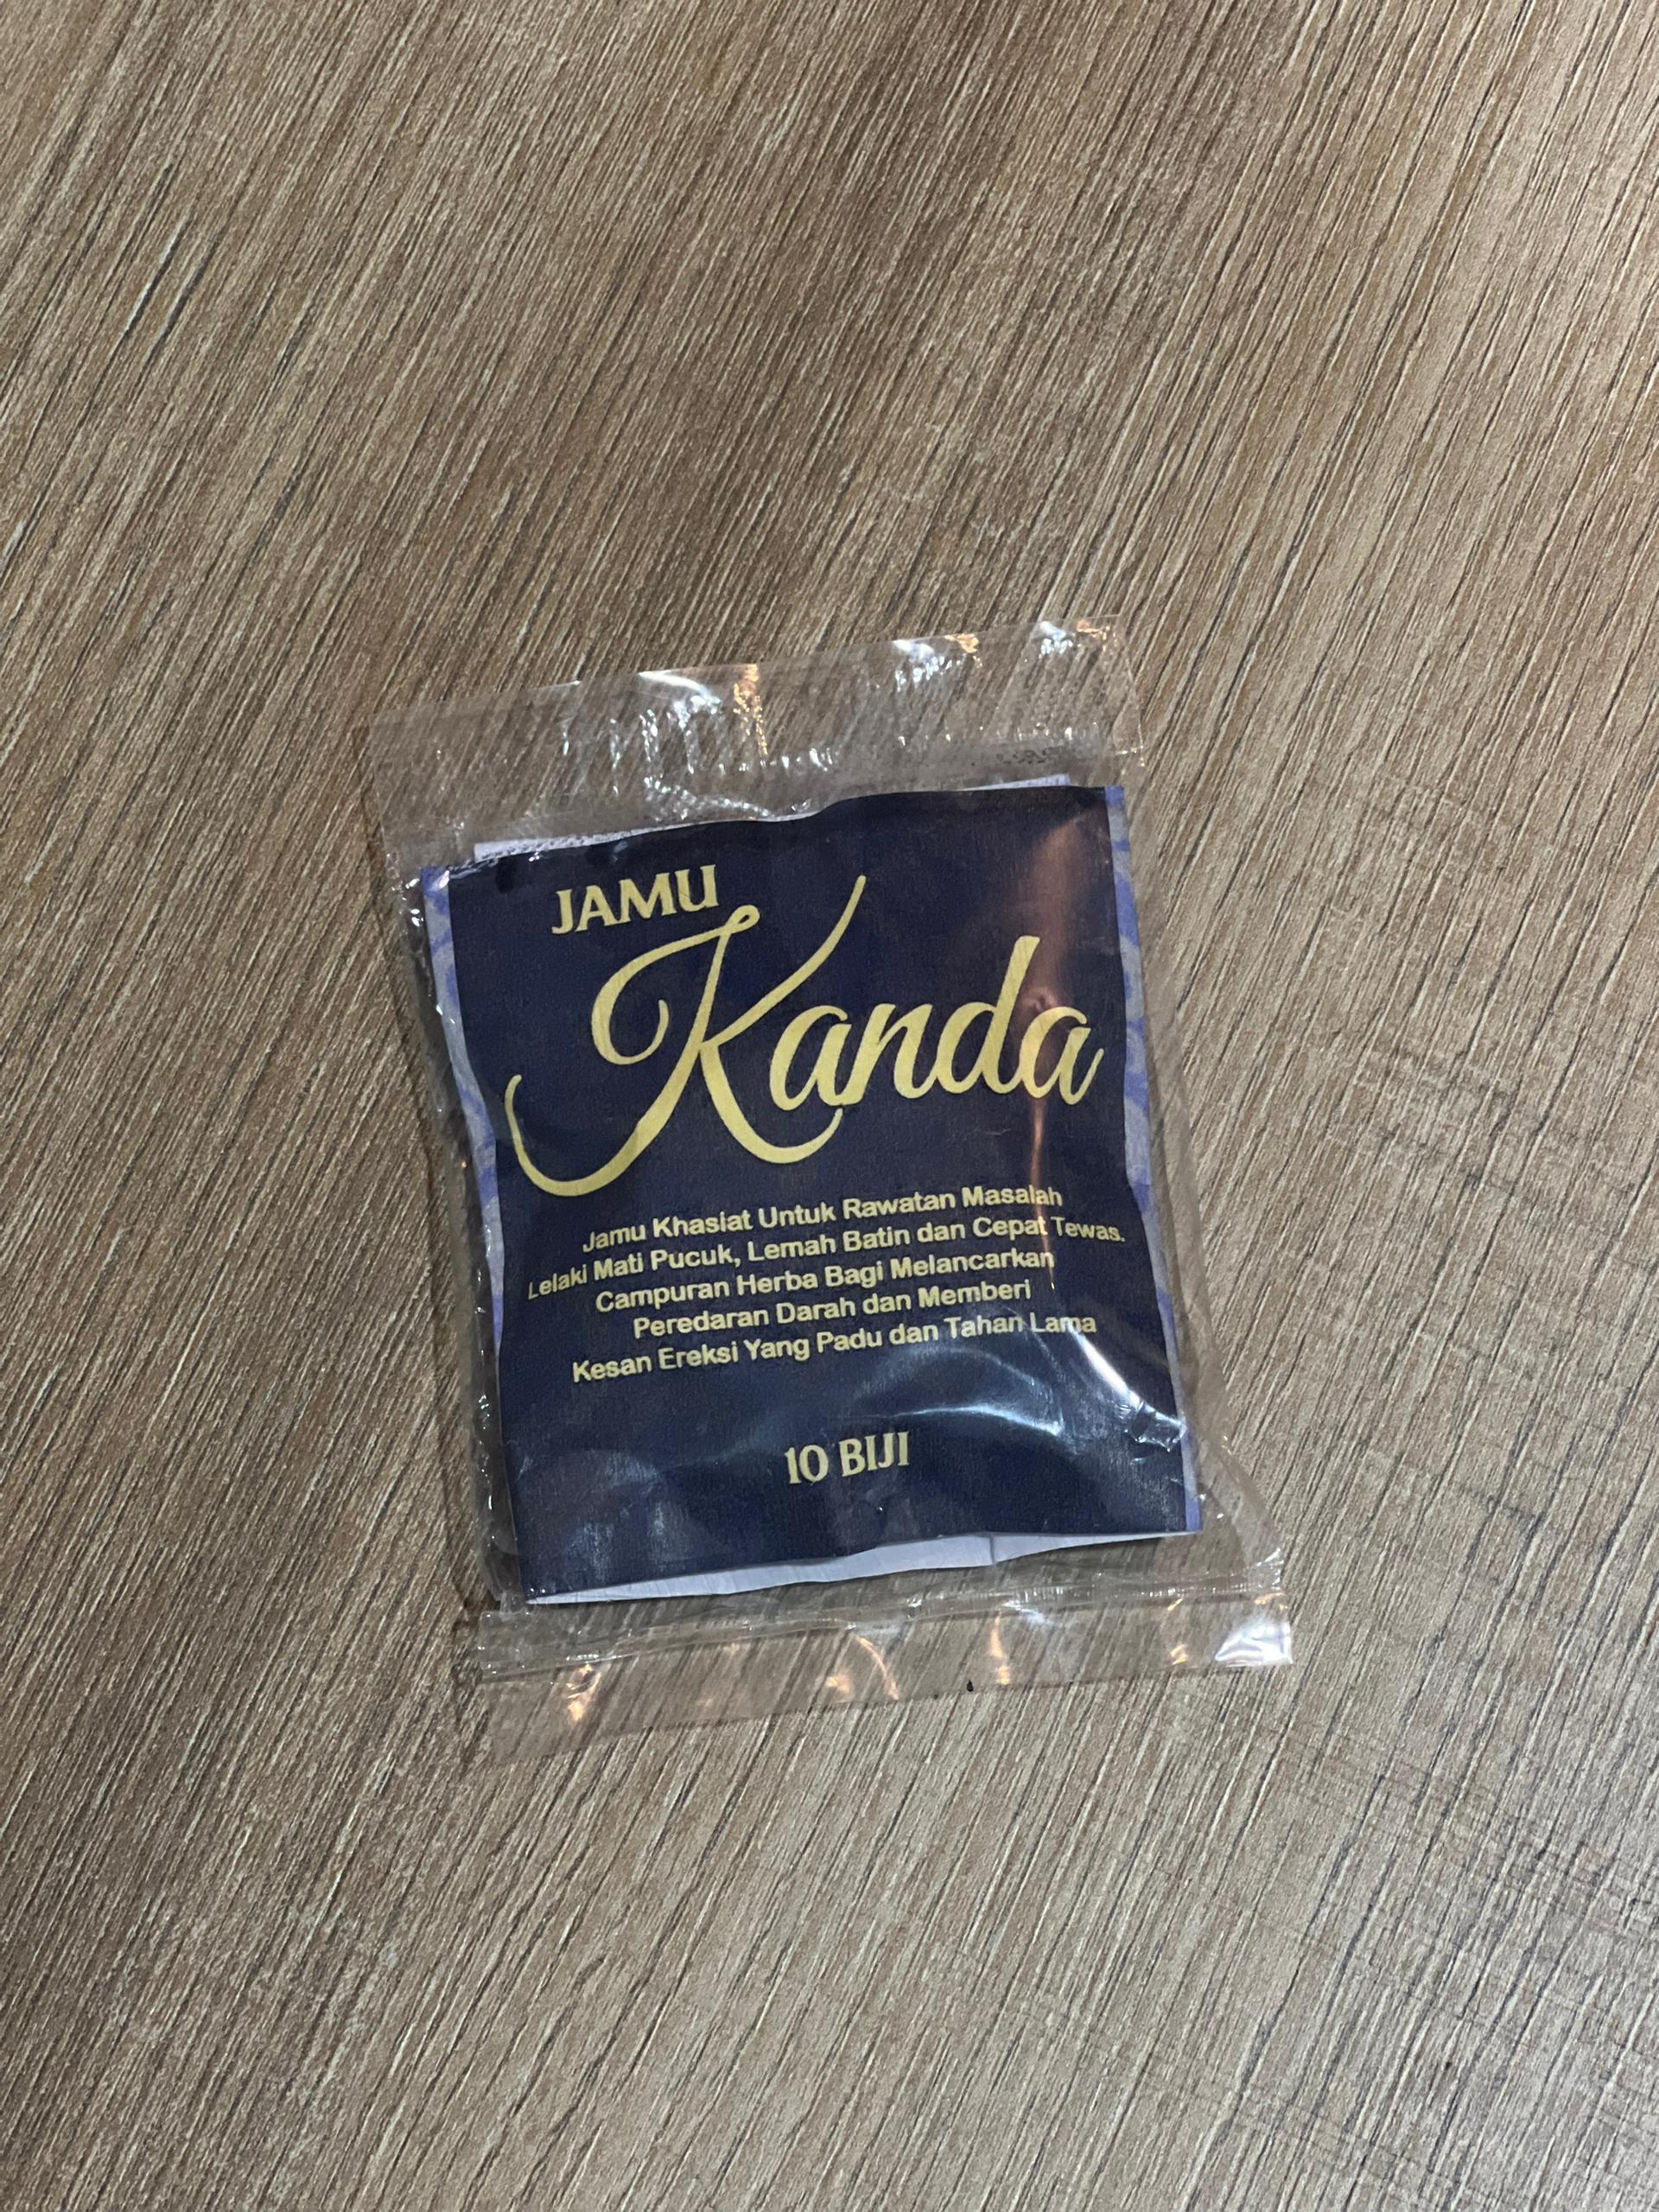 JAMU
Kanda
Jamu Khasiat Untuk Rawatan Masalah
Lelaki Mati Pucuk, Lemah Batin dan Cepat Tewas.
Campuran Herba Bagi Melancarkan
Peredaran Darah dan Memberi
Kesan Ereksi Yang Padu dan Tahan Lama
10 BIJI